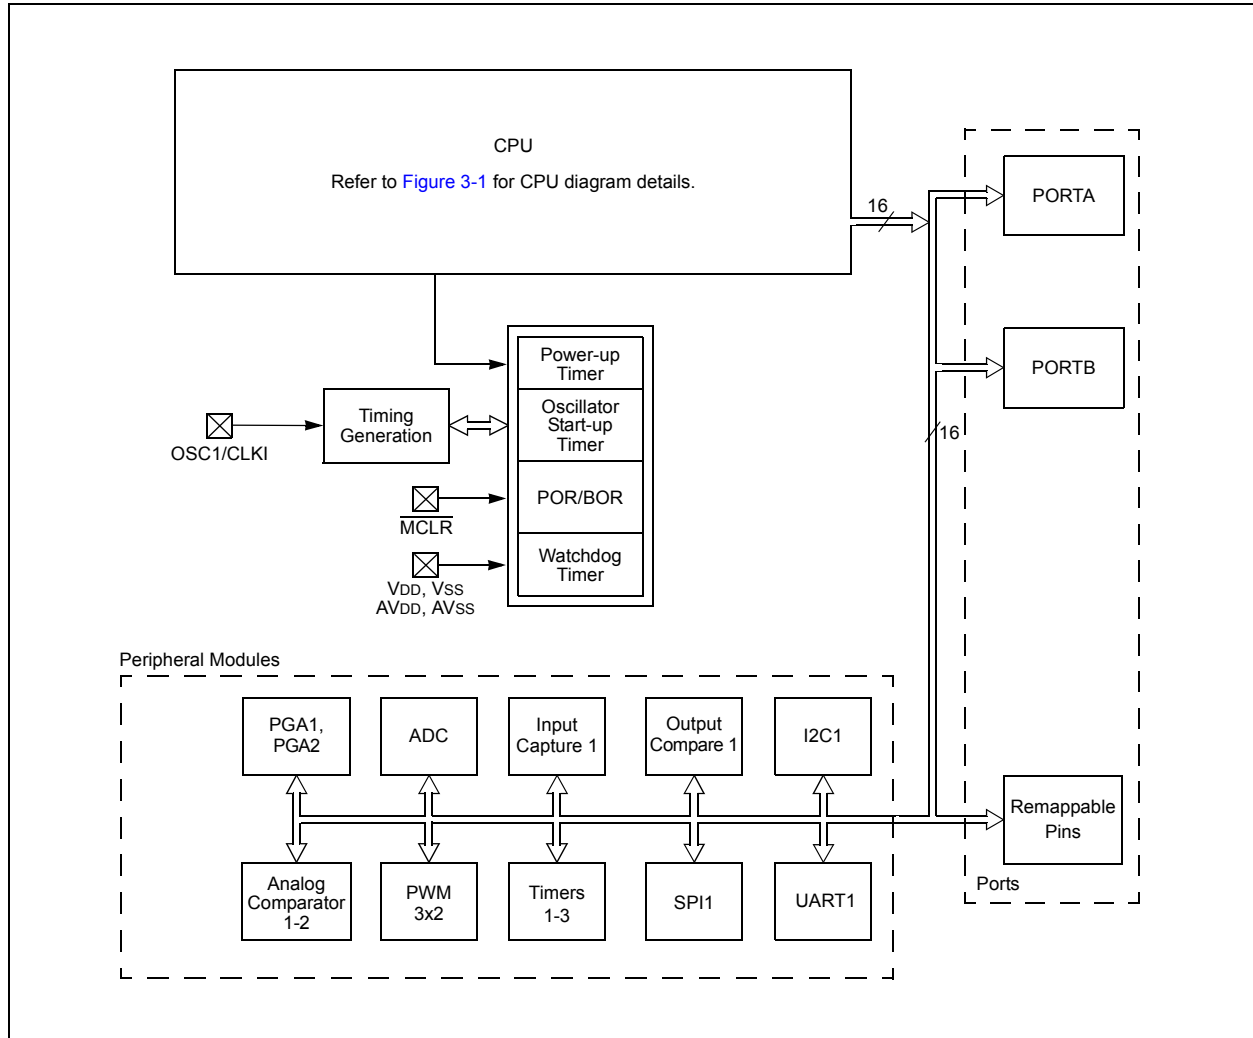 CPU
Refer to Figure 3-1 for CPU diagram details.
16
PORTA
PORTB
16
Power-up
Timer
Oscillator
Start-up
Timer
POR/BOR
Watchdog
Timer
Timing
Generation
OSC1/CLKI
MCLR
VDD, VSS
AVDD, AVSS
Peripheral Modules
PGA1,
PGA2
ADC
Input
Capture 1
Output
Compare 1
I2C1
Remappable
Pins
Analog
Comparator
1-2
PWM
3x2
Timers
1-3
SPI1
UART1
Ports